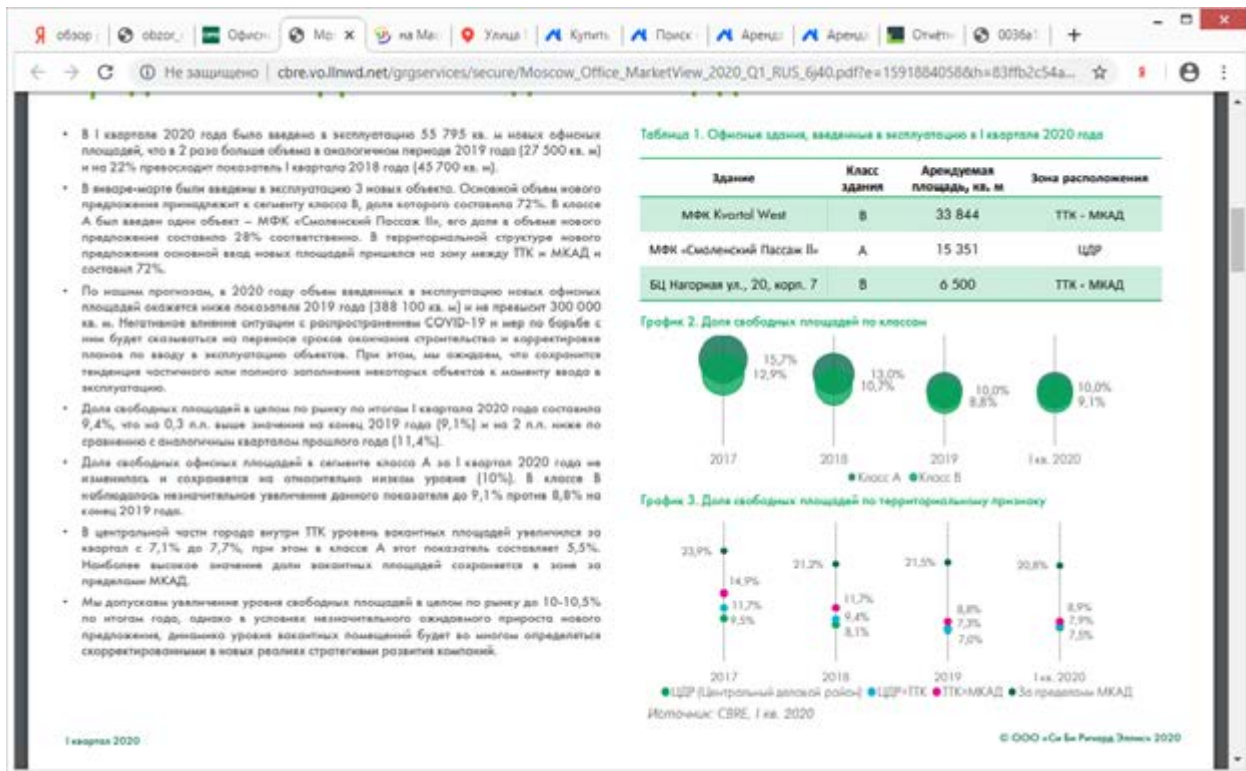 обзор
obzor_
Офисн
Мо
на Мас
Улица
Купить
Поиск
Аренд
Аренд
Ответ
0036a
Не защищено | cbre.vo.llnwd.net/grgservices/secure/Moscow_Office_MarketView_2020_Q1_RUS_6j40.pdf?e=1591884058&h=83ffb2c54a...
• В I квартале 2020 года было введено в эксплуатацию 55 795 кв. м новых офисных
площадей, что в 2 раза больше объема в аналогичном периоде 2019 года (27 500 кв. м)
и на 22% превосходит показатель I квартала 2018 года (45 700 кв. м).
• В январе-марте были введены в эксплуатацию 3 новых объекта. Основной объем нового
предложения принадлежит к сегменту класса B, доля которого составила 72%. В классе
А был введен один объект – МФК «Смоленский Пассаж II», его доля в объеме нового
предложения составила 28% соответственно. В территориальной структуре нового
предложения основной ввод новых площадей пришелся на зону между ТТК и МКАД и
составил 72%.
• По нашим прогнозам, в 2020 году объем введенных в эксплуатацию новых офисных
площадей окажется ниже показателя 2019 года (388 100 кв. м) и не превысит 300 000
кв. м. Негативное влияние ситуации с распространением COVID-19 и мер по борьбе с
ним будет сказываться на переносе сроков окончания строительства и корректировке
планов по вводу в эксплуатацию объектов. При этом, мы ожидаем, что сохранится
тенденция частичного или полного заполнения некоторых объектов к моменту ввода в
эксплуатацию.
• Доля свободных площадей в целом по рынку по итогам I квартала 2020 года составила
9,4%, что на 0,3 п.п. выше значения на конец 2019 года (9,1%) и на 2 п.п. ниже по
сравнению с аналогичным кварталом прошлого года (11,4%).
• Доля свободных офисных площадей в сегменте класса А за I квартал 2020 года не
изменилась и сохраняется на относительно низком уровне (10%). В классе В
наблюдалось незначительное увеличение данного показателя до 9,1% против 8,8% на
конец 2019 года.
• В центральной части города внутри ТТК уровень вакантных площадей увеличился за
квартал с 7,1% до 7,7%, при этом в классе А этот показатель составляет 5,5%.
Наиболее высокое значение доли вакантных площадей сохраняется в зоне за
пределами МКАД.
• Мы допускаем увеличение уровня свободных площадей в целом по рынку до 10-10,5%
по итогам года, однако в условиях незначительного ожидаемого прироста нового
предложения, динамика уровня вакантных помещений будет во многом определяться
скорректированными в новых реалиях стратегиями развития компаний.
I квартал 2020
Таблица 1. Офисные здания, введенные в эксплуатацию в I квартале 2020 года
Здание Класс здания Арендуемая площадь, кв. м Зона расположения
МФК Kvartal West B 33 844 ТТК - МКАД
МФК «Смоленский Пассаж II» A 15 351 ЦДР
БЦ Нагорная ул., 20, корп. 7 B 6 500 ТТК - МКАД
График 2. Доля свободных площадей по классам
15,7% 13,0% 10,0% 10,0%
12,9% 10,7% 8,8% 9,1%
2017 2018 2019 I кв. 2020
Класс A Класс B
График 3. Доля свободных площадей по территориальному признаку
23,9% 21,2% 21,5% 20,8%
14,9% 11,7% 8,8% 8,9%
11,7% 9,4% 7,3% 7,9%
9,5% 8,1% 7,0% 7,5%
2017 2018 2019 I кв. 2020
ЦДР (Центральный деловой район) ЦДР-ТТК ТТК-МКАД За пределами МКАД
Источник: CBRE, I кв. 2020
© ООО «Си Би Ричард Эллис» 2020